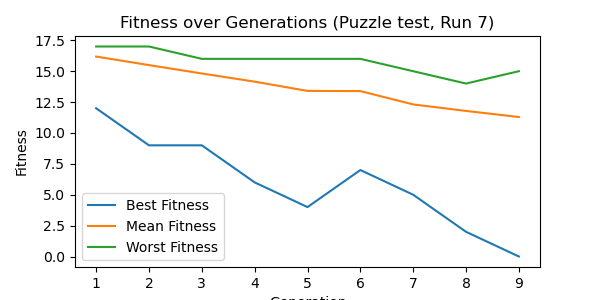 Fitness over Generations (Puzzle test, Run 7)
17.5
15.0
12.5
10.0
7.5
5.0
2.5
0.0
Fitness
Best Fitness
Mean Fitness
Worst Fitness
1 2 3 4 5 6 7 8 9
Generation